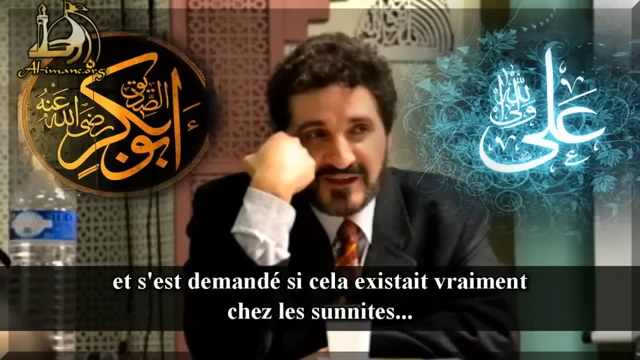 Al-imane.org
أبو بكر
الصديق
رضي الله عنه
علي
ولي الله
et s'est demandé si cela existait vraiment
chez les sunnites...